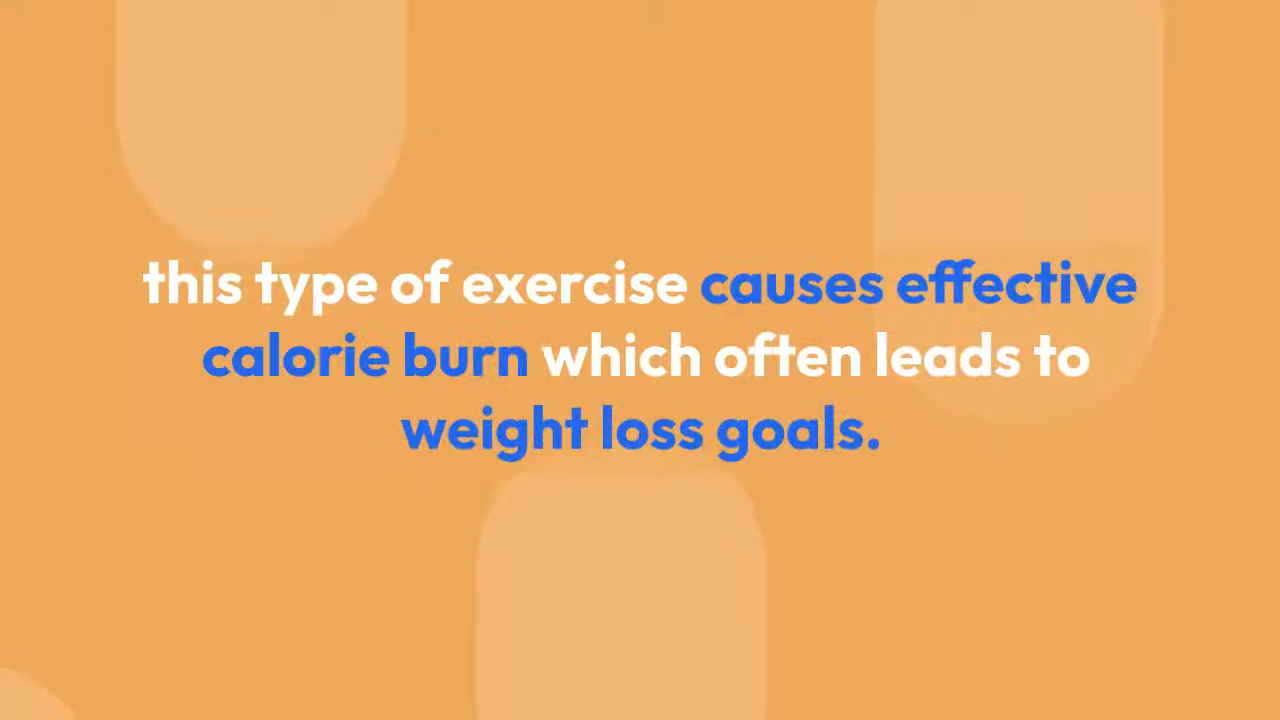 this type of exercise causes effective
calorie burn which often leads to
weight loss goals.